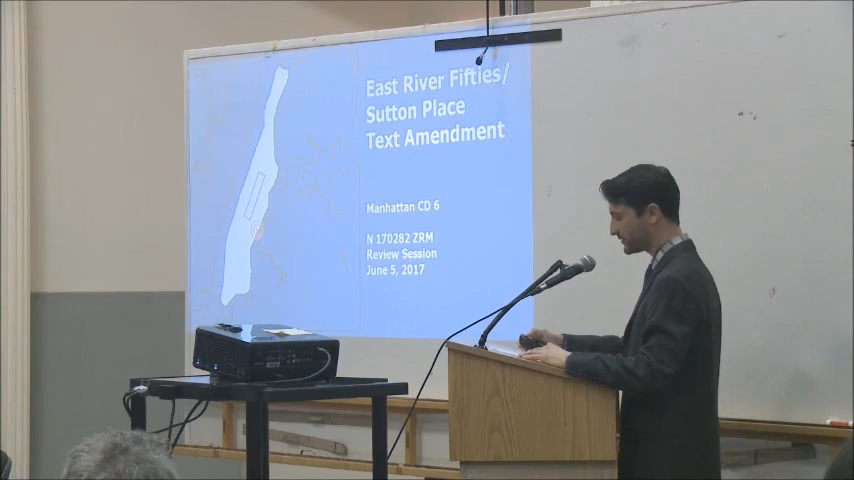 East River Fifties/
Sutton Place
Text Amendment
Manhattan CD 6
N 170282 ZRM
Review Session
June 5, 2017